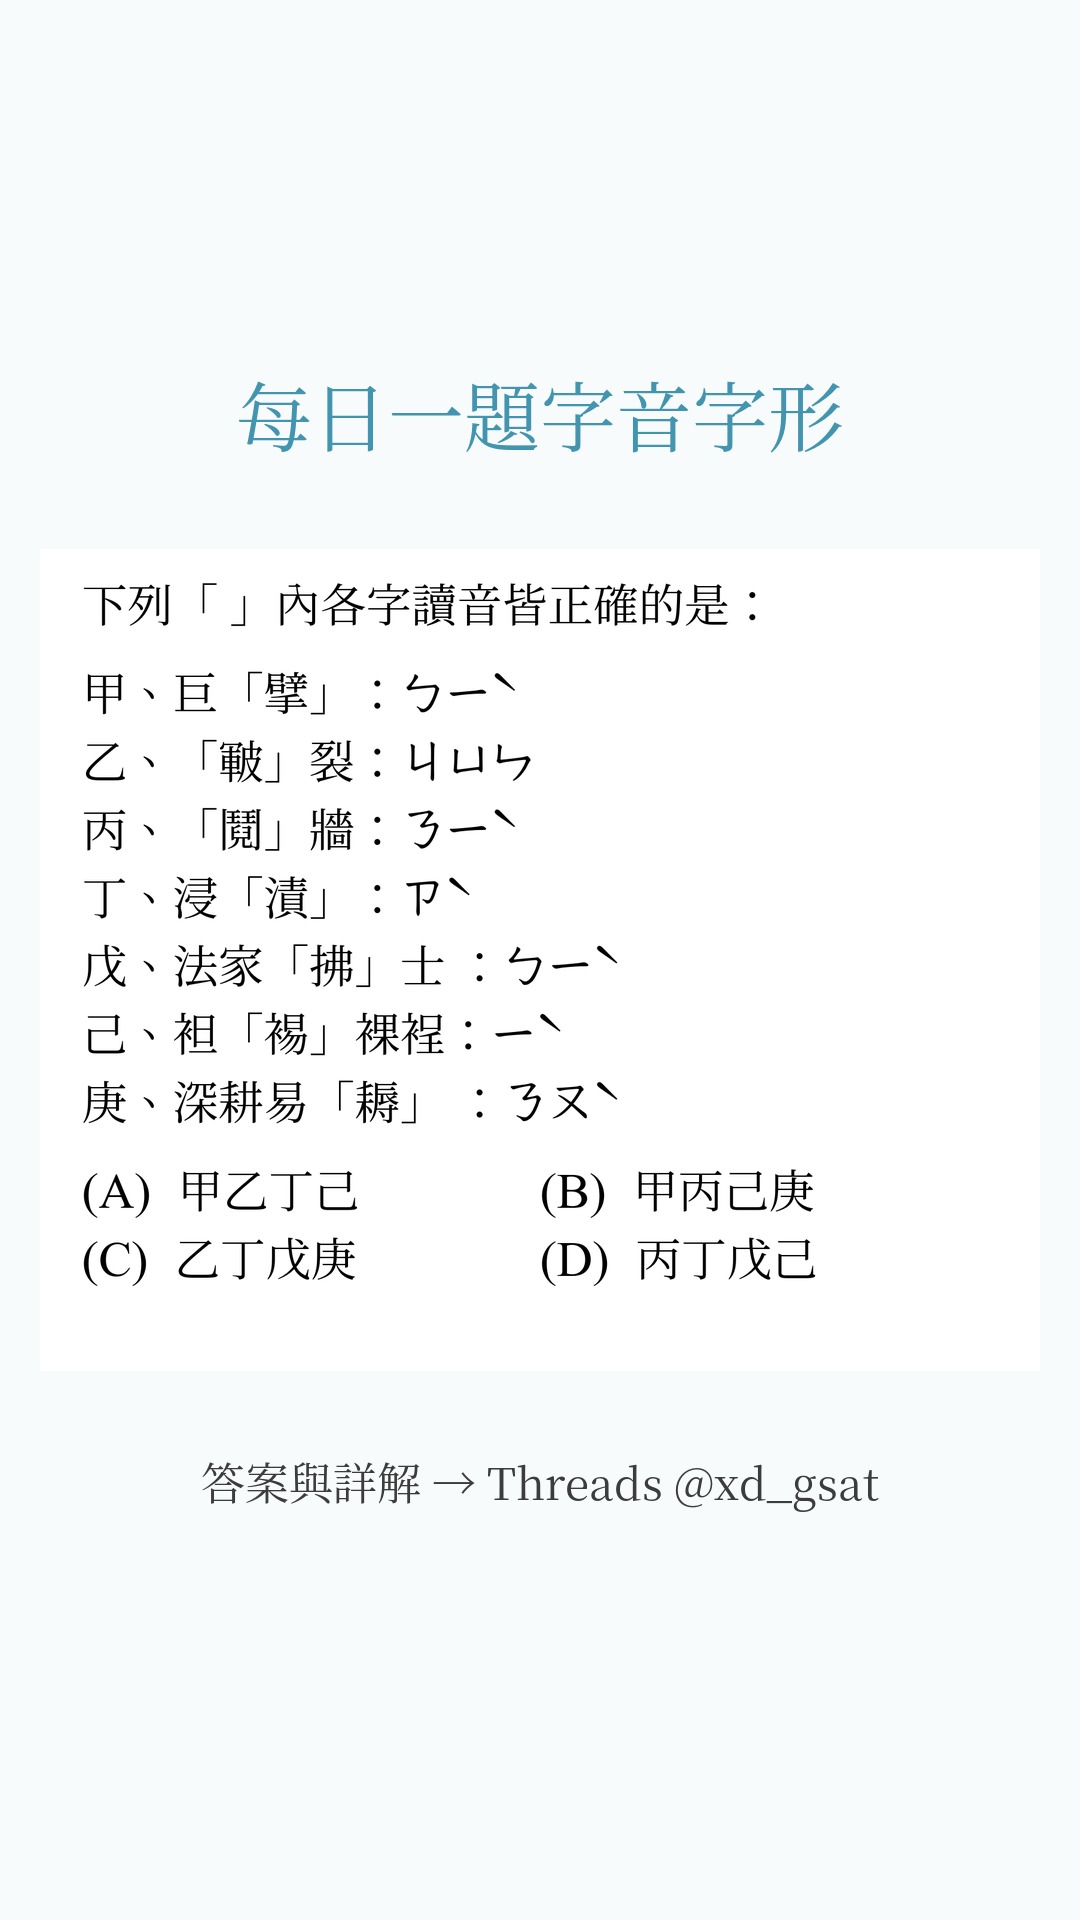 每日一題字音字形
下列「 」內各字讀音皆正確的是：
甲、巨「擘」：ㄅㄧˋ
乙、「皸」裂：ㄐㄩㄣ
丙、「鬩」牆：ㄋㄧˋ
丁、浸「漬」：ㄗˋ
戊、法家「拂」士 ：ㄅㄧˋ
己、袒「裼」裸裎：ㄧˋ
庚、深耕易「耨」 ：ㄋㄡˋ
(A) 甲乙丁己 (B) 甲丙己庚
(C) 乙丁戊庚 (D) 丙丁戊己
答案與詳解 → Threads @xd_gsat